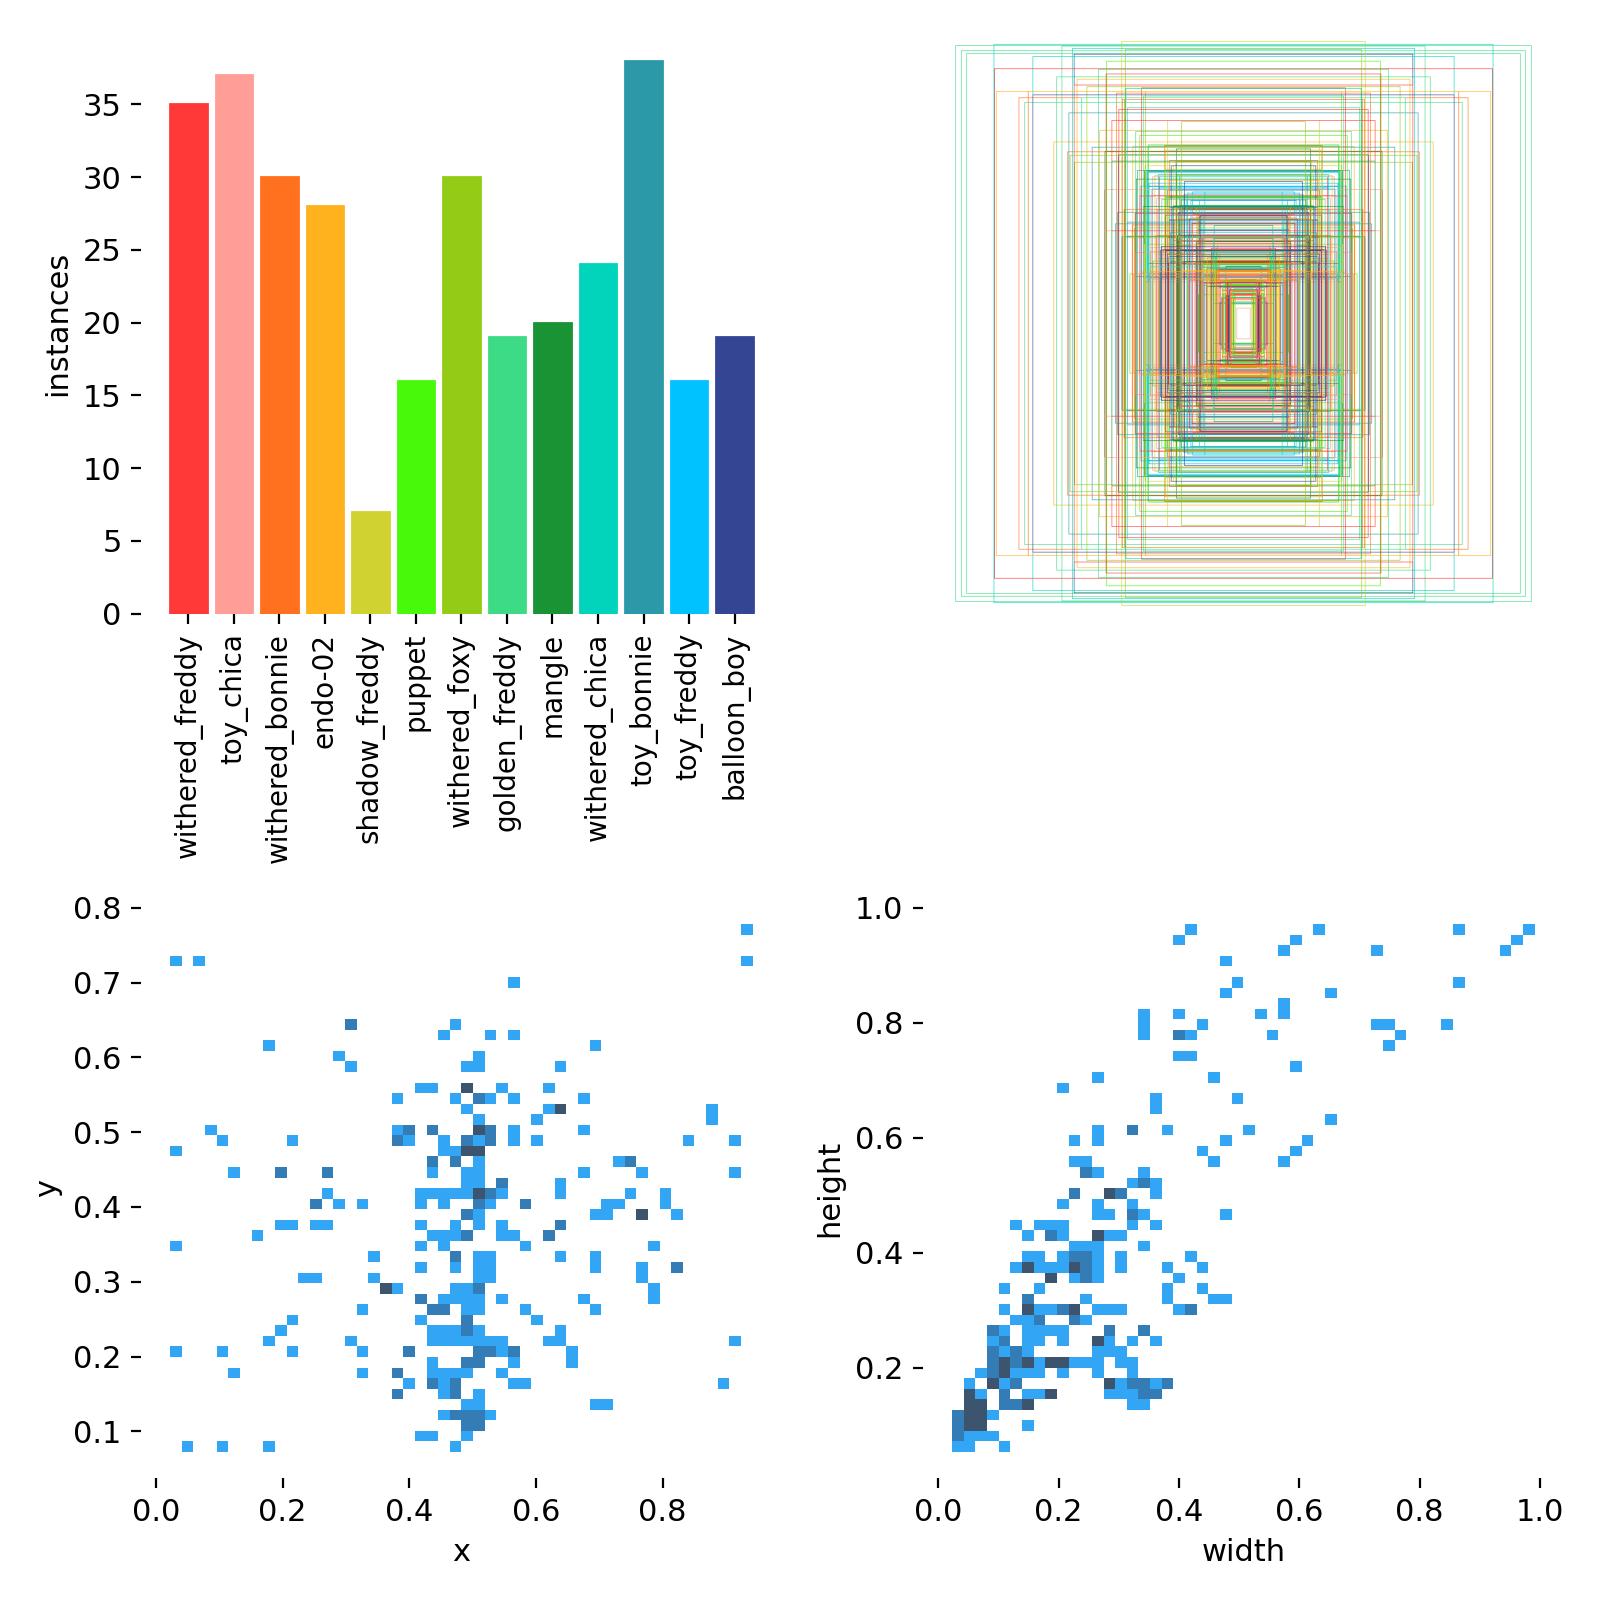 instances
35
30
25
20
15
10
5
0
withered_freddy
toy_chica
withered_bonnie
endo-02
shadow_freddy
puppet
withered_foxy
golden_freddy
mangle
withered_chica
toy_bonnie
toy_freddy
balloon_boy
y
0.8
0.7
0.6
0.5
0.4
0.3
0.2
0.1
0.0 0.2 0.4 0.6 0.8
x
height
1.0
0.8
0.6
0.4
0.2
0.0 0.2 0.4 0.6 0.8 1.0
width